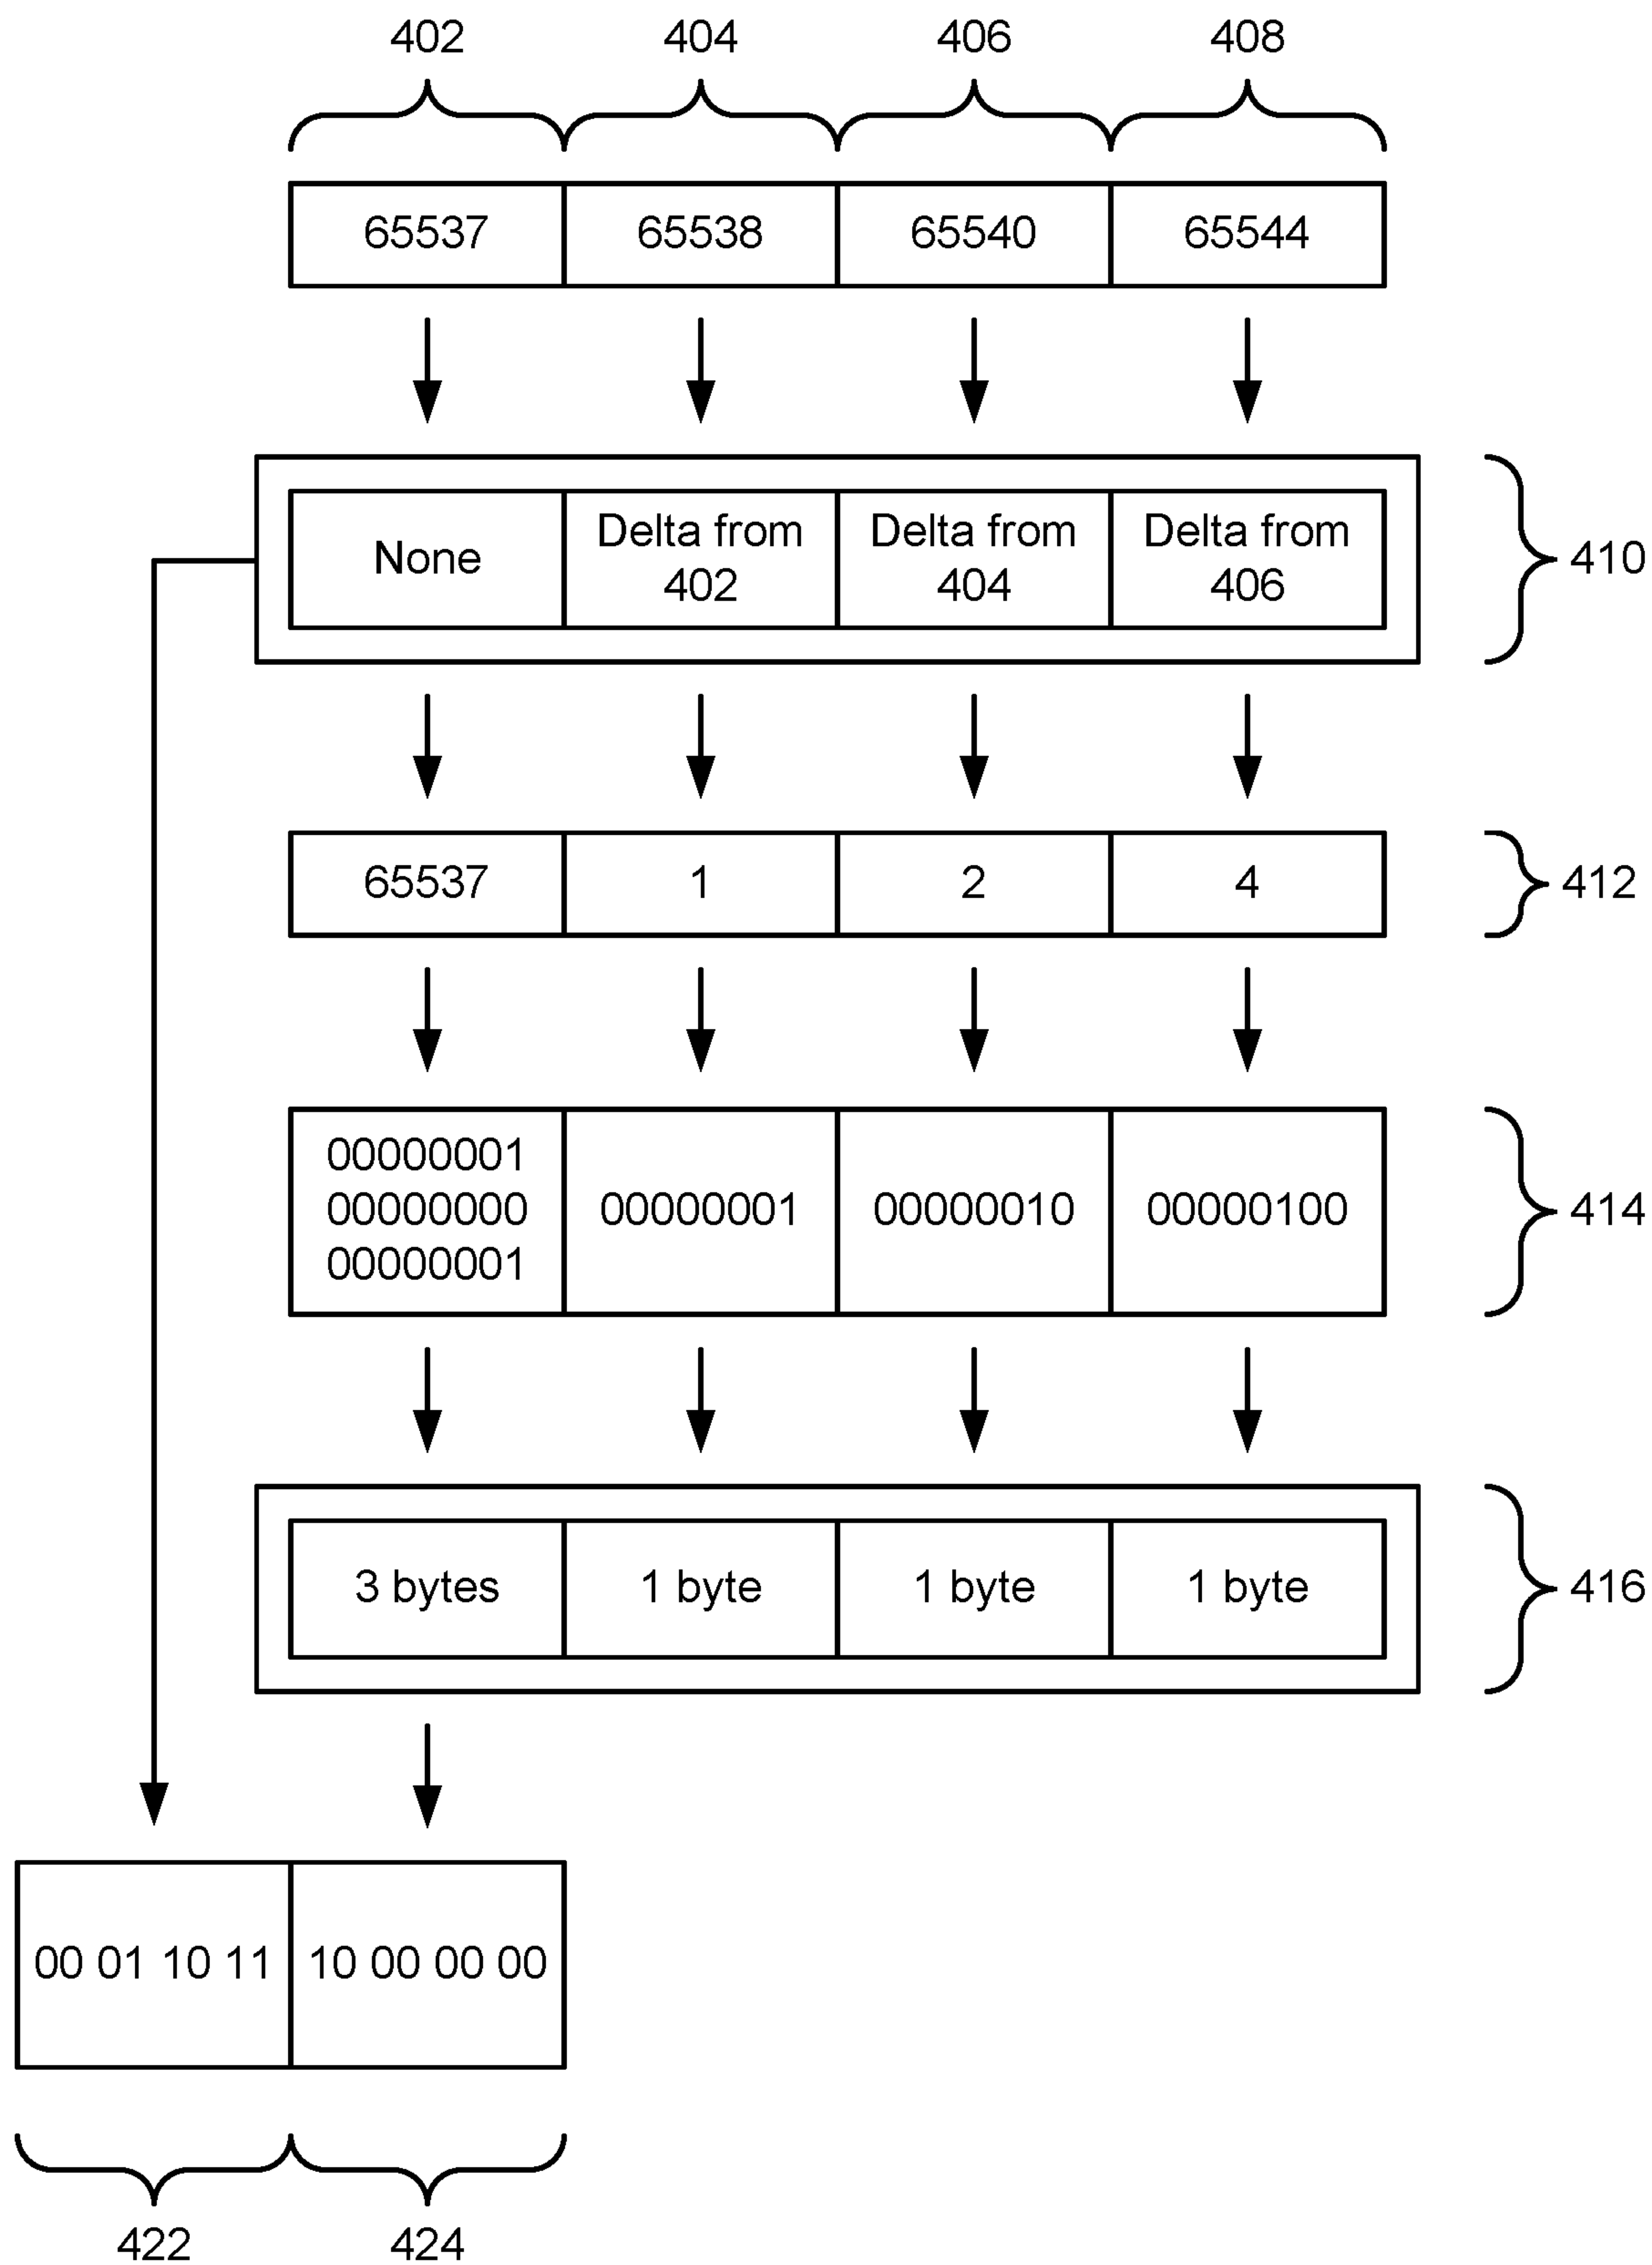 402 404 406 408
65537 65538 65540 65544
None Delta from 402 Delta from 404 Delta from 406 410
65537 1 2 4 412
00000001
00000000
00000001
00000001 00000010 00000100 414
3 bytes 1 byte 1 byte 1 byte 416
00 01 10 11 10 00 00 00
422 424